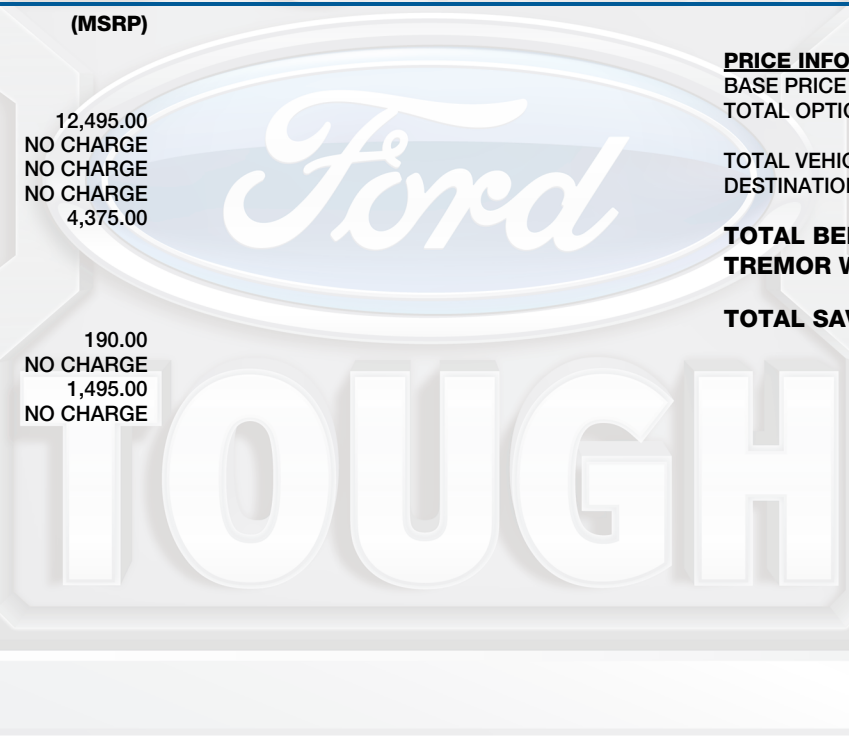 (MSRP)
12,495.00
NO CHARGE
NO CHARGE
NO CHARGE
4,375.00
190.00
NO CHARGE
1,495.00
NO CHARGE
PRICE INFO
BASE PRICE
TOTAL OPTIO
TOTAL VEHIC
DESTINATION
TOTAL BE
TREMOR W
TOTAL SAV
Ford
TOUGH